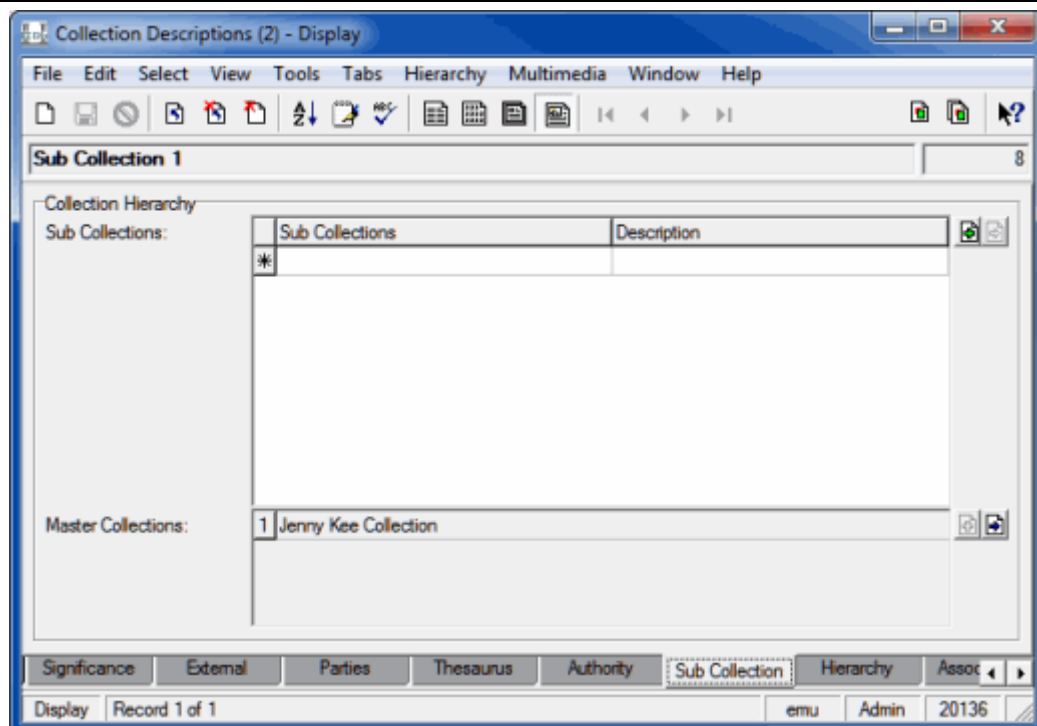 Collection Descriptions (2) - Display
File Edit Select View Tools Tabs Hierarchy Multimedia Window Help
Sub Collection 1 8
Collection Hierarchy
Sub Collections:
Sub Collections Description
Master Collections: 1 Jenny Kee Collection
Significance External Parties Thesaurus Authority Sub Collection Hierarchy Assoc
Display Record 1 of 1 emu Admin 20136